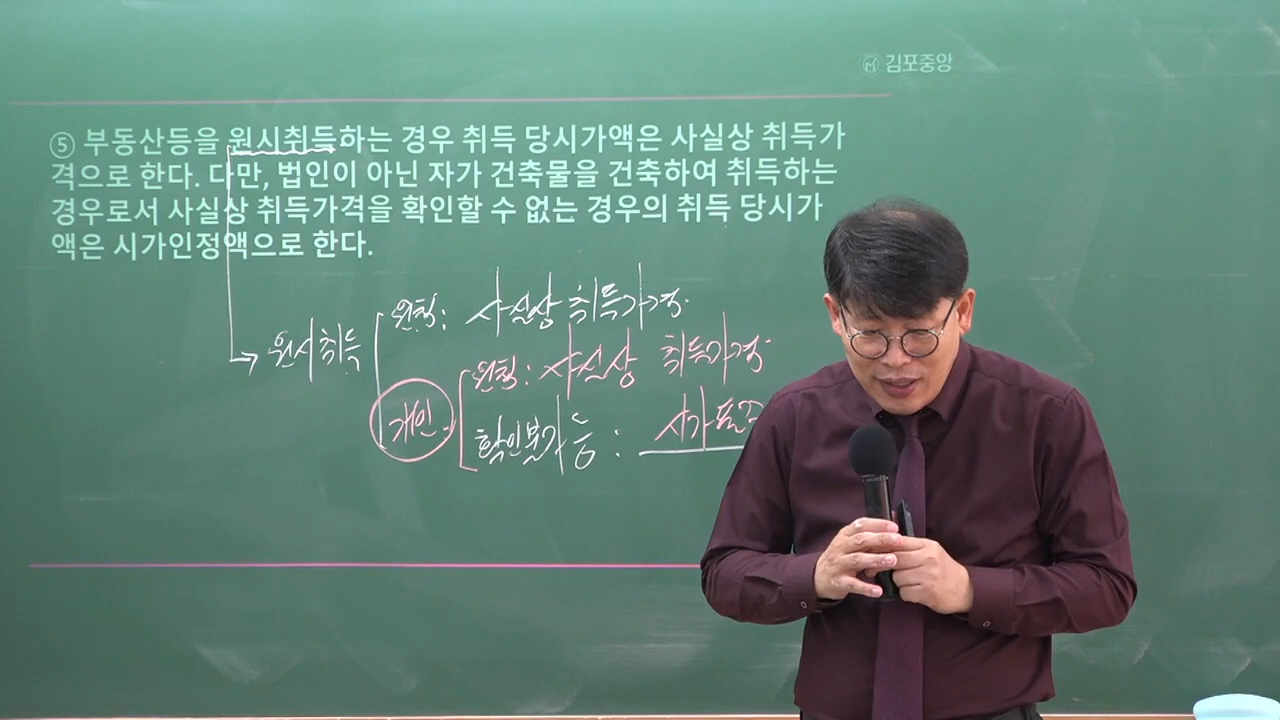 김포중앙
⑤ 부동산등을 원시취득하는 경우 취득 당시가액은 사실상 취득가
격으로 한다. 다만, 법인이 아닌 자가 건축물을 건축하여 취득하는
경우로서 사실상 취득가격을 확인할 수 없는 경우의 취득 당시가
액은 시가인정액으로 한다.
원칙: 사실상 취득가격.
원시취득
원칙: 사실상 취득가격.
개인.
확인불가능 : 시가표준